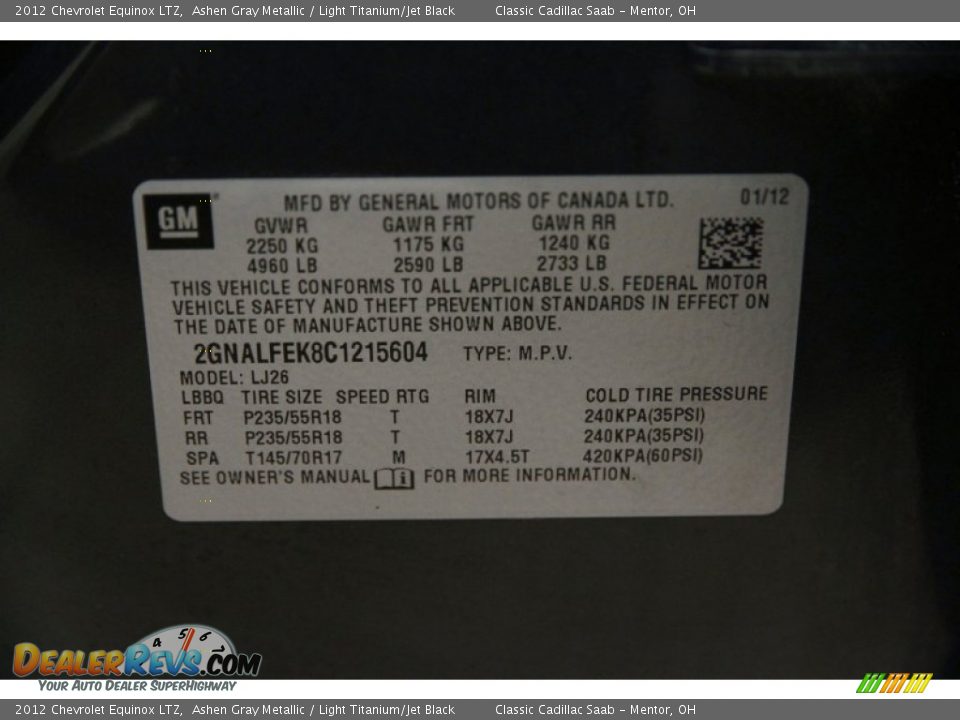 2012 Chevrolet Equinox LTZ, Ashen Gray Metallic / Light Titanium/Jet Black Classic Cadillac Saab - Mentor, OH
GM
MFD BY GENERAL MOTORS OF CANADA LTD. 01/12
GVWR GAWR FRT GAWR RR
2250 KG 1175 KG 1240 KG
4960 LB 2590 LB 2733 LB
THIS VEHICLE CONFORMS TO ALL APPLICABLE U.S. FEDERAL MOTOR
VEHICLE SAFETY AND THEFT PREVENTION STANDARDS IN EFFECT ON
THE DATE OF MANUFACTURE SHOWN ABOVE.
2GNALFEK8C1215604 TYPE: M.P.V.
MODEL: LJ26
LBBQ TIRE SIZE SPEED RTG RIM COLD TIRE PRESSURE
FRT P235/55R18 T 18X7J 240KPA(35PSI)
RR P235/55R18 T 18X7J 240KPA(35PSI)
SPA T145/70R17 M 17X4.5T 420KPA(60PSI)
SEE OWNER'S MANUAL i FOR MORE INFORMATION.
4 5 6
DEALERREVS.COM
YOUR AUTO DEALER SUPERHIGHWAY
2012 Chevrolet Equinox LTZ, Ashen Gray Metallic / Light Titanium/Jet Black Classic Cadillac Saab - Mentor, OH